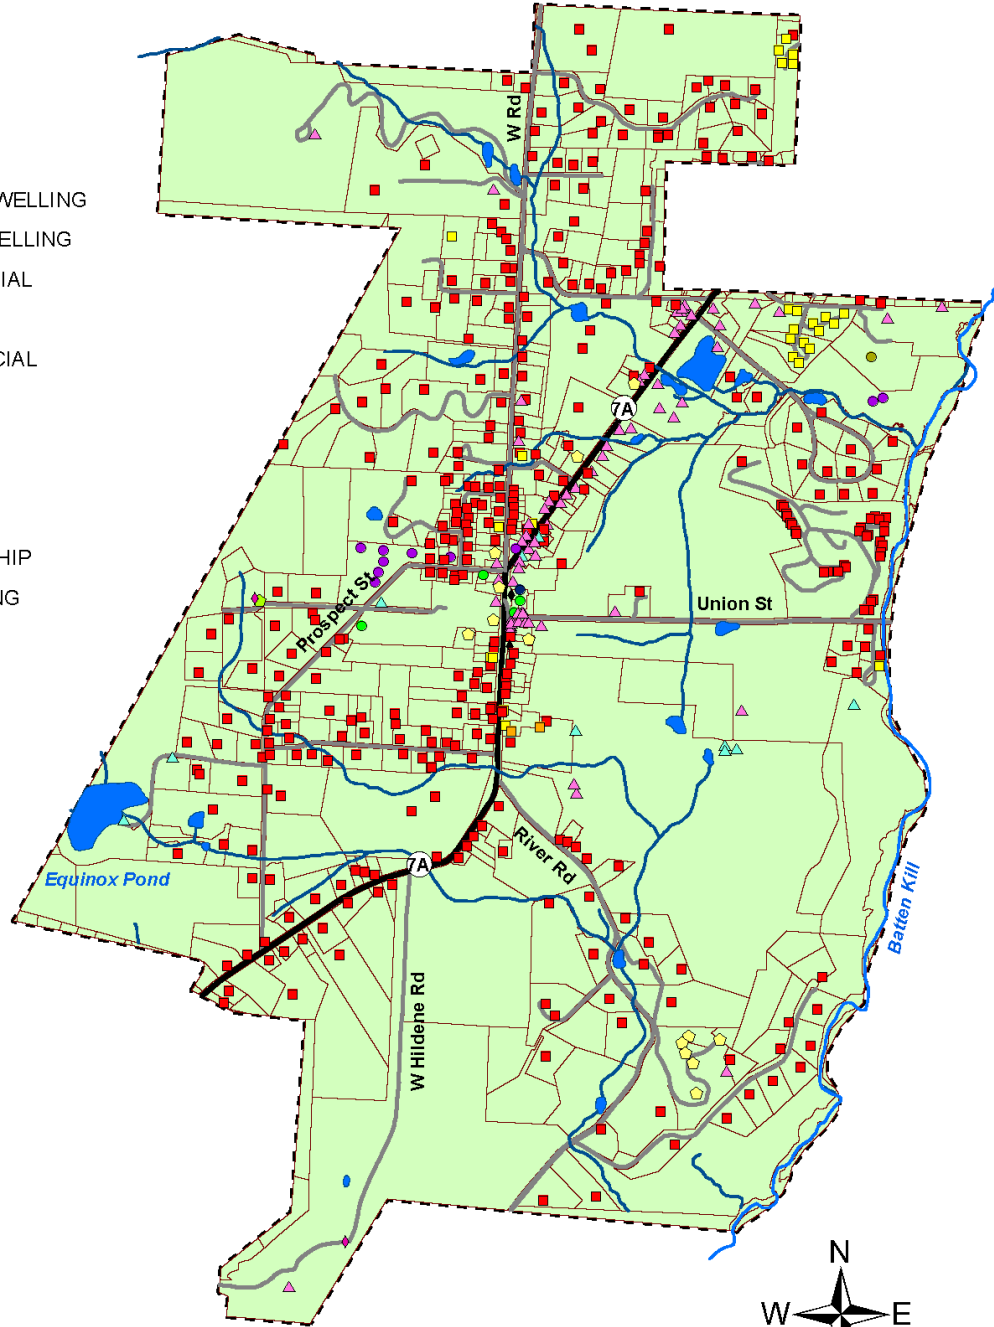 W Rd
WELLING
ELLING
IAL
CIAL
7A
HIP
NG
Prospect St
Union St
River Rd
7A
Equinox Pond
Batten Kill
W Hildene Rd
N
W
E